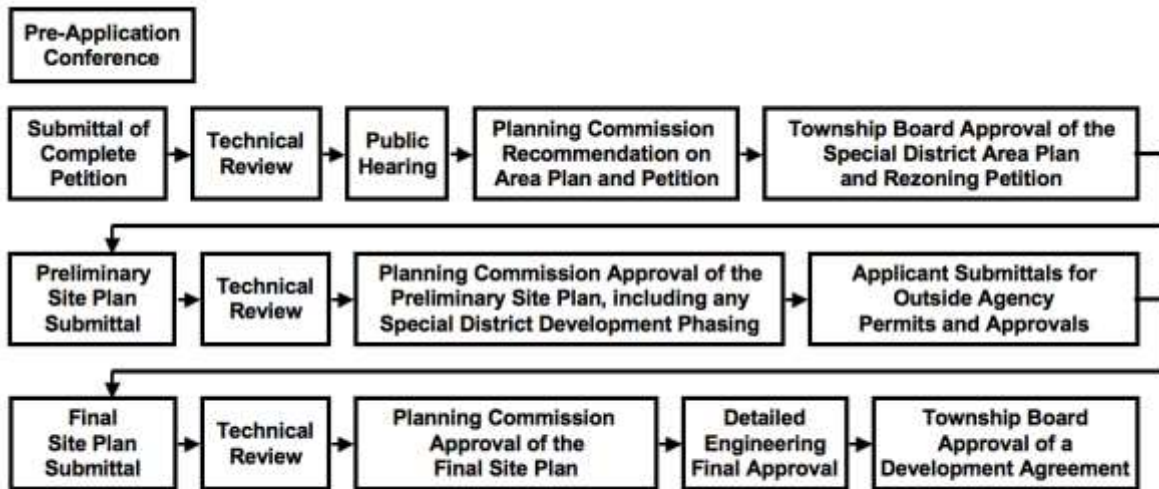 Pre-Application
Conference
Submittal of
Complete
Petition
Technical
Review
Public
Hearing
Planning Commission
Recommendation on
Area Plan and Petition
Township Board Approval of the
Special District Area Plan
and Rezoning Petition
Preliminary
Site Plan
Submittal
Technical
Review
Planning Commission Approval of the
Preliminary Site Plan, including any
Special District Development Phasing
Applicant Submittals for
Outside Agency
Permits and Approvals
Final
Site Plan
Submittal
Technical
Review
Planning Commission
Approval of the
Final Site Plan
Detailed
Engineering
Final Approval
Township Board
Approval of a
Development Agreement